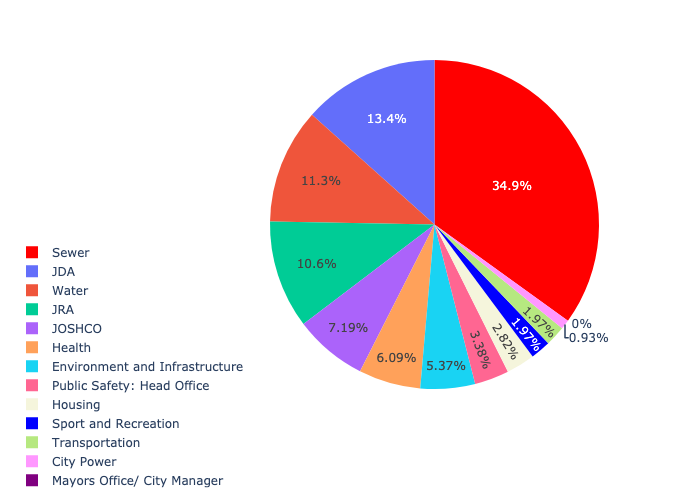 13.4%
34.9%
11.3%
10.6%
7.19%
6.09%
5.37%
3.38%
2.82%
1.97%
1.97%
0%
0.93%
Sewer
JDA
Water
JRA
JOSHCO
Health
Environment and Infrastructure
Public Safety: Head Office
Housing
Sport and Recreation
Transportation
City Power
Mayors Office/ City Manager